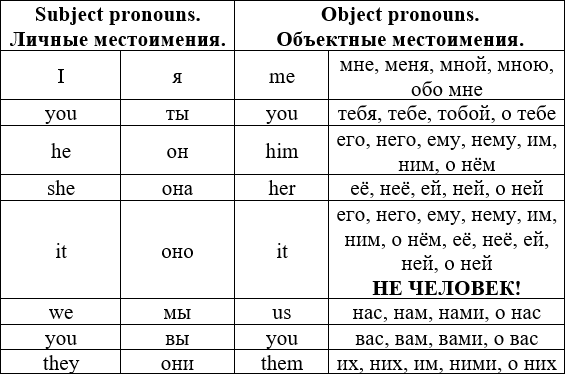 Subject pronouns.
Личные местоимения.
Object pronouns.
Объектные местоимения.
I я me мне, меня, мной, мною,
обо мне
you ты you тебя, тебе, тобой, о тебе
he он him его, него, ему, нему, им,
ним, о нём
she она her её, неё, ей, ней, о ней
it оно it его, него, ему, нему, им,
ним, о нём, её, неё, ей,
ней, о ней
НЕ ЧЕЛОВЕК!
we мы us нас, нам, нами, о нас
you вы you вас, вам, вами, о вас
they они them их, них, им, ними, о них